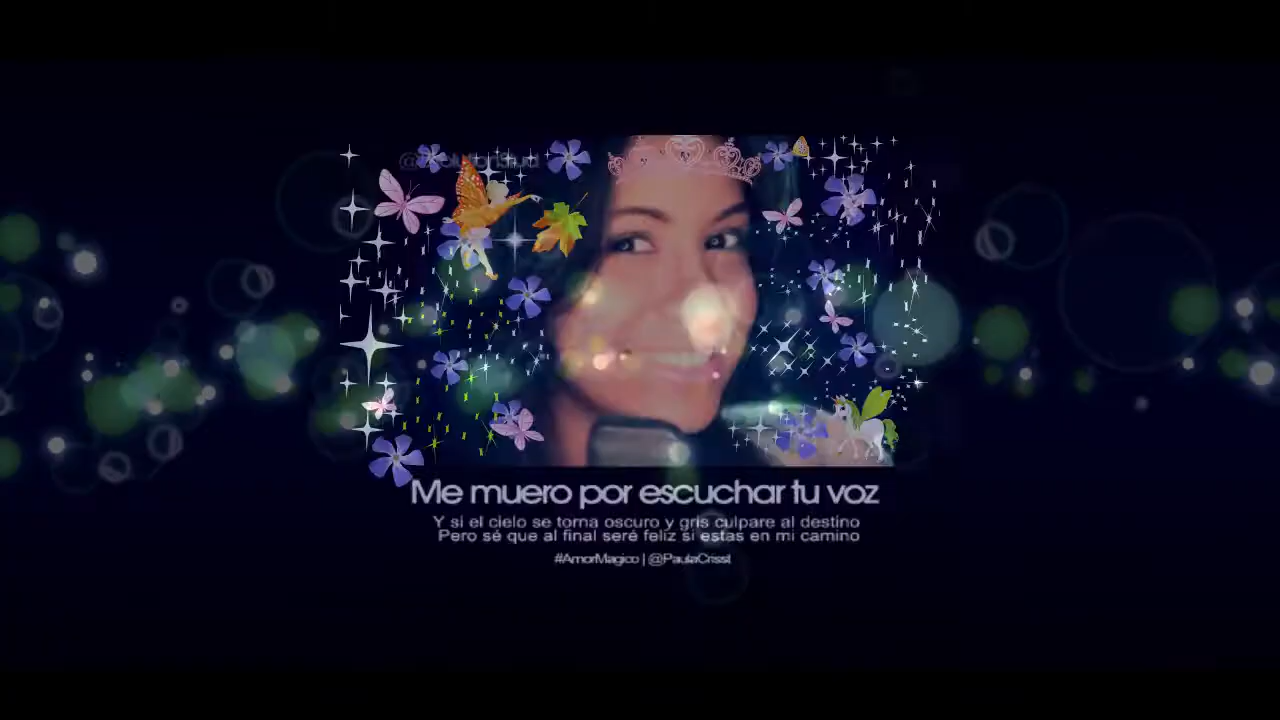 Me muero por escuchar tu voz
Y si el cielo se torna oscuro y gris culpare al destino
Pero sé que al final seré feliz si estas en mi camino
#AmorMagico | @PaulaCrisst